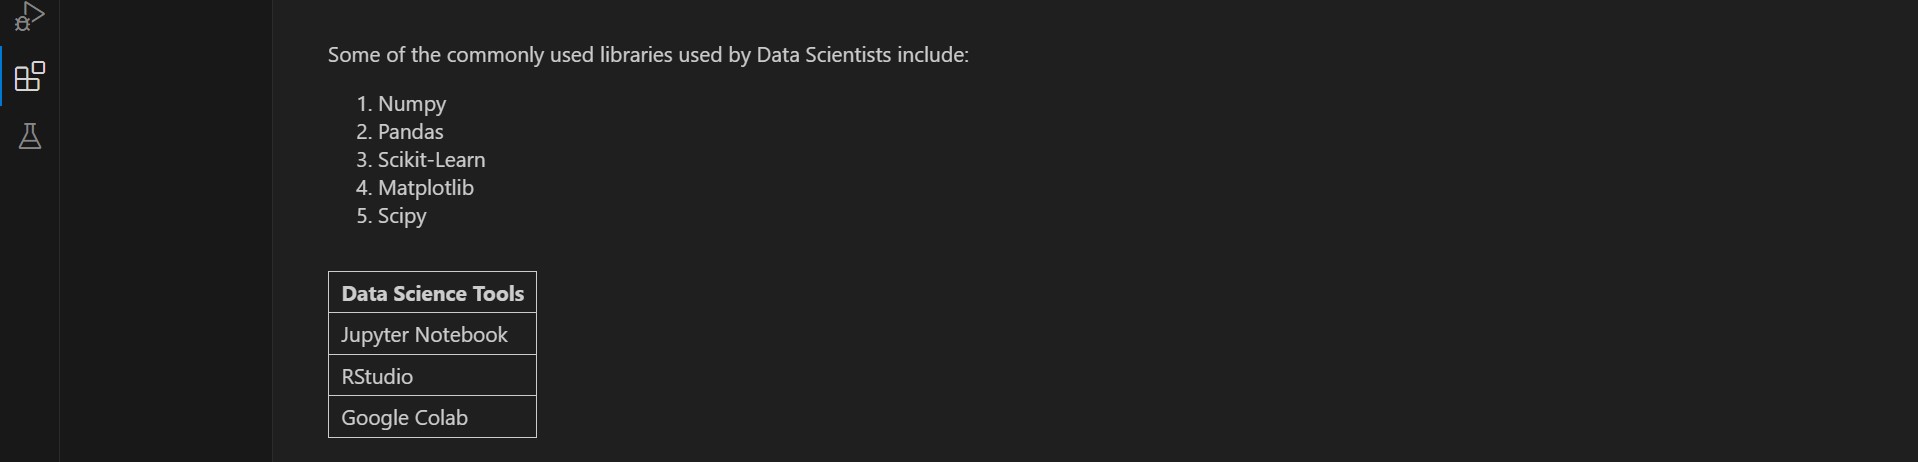 Some of the commonly used libraries used by Data Scientists include:
1. Numpy
2. Pandas
3. Scikit-Learn
4. Matplotlib
5. Scipy
Data Science Tools
Jupyter Notebook
RStudio
Google Colab